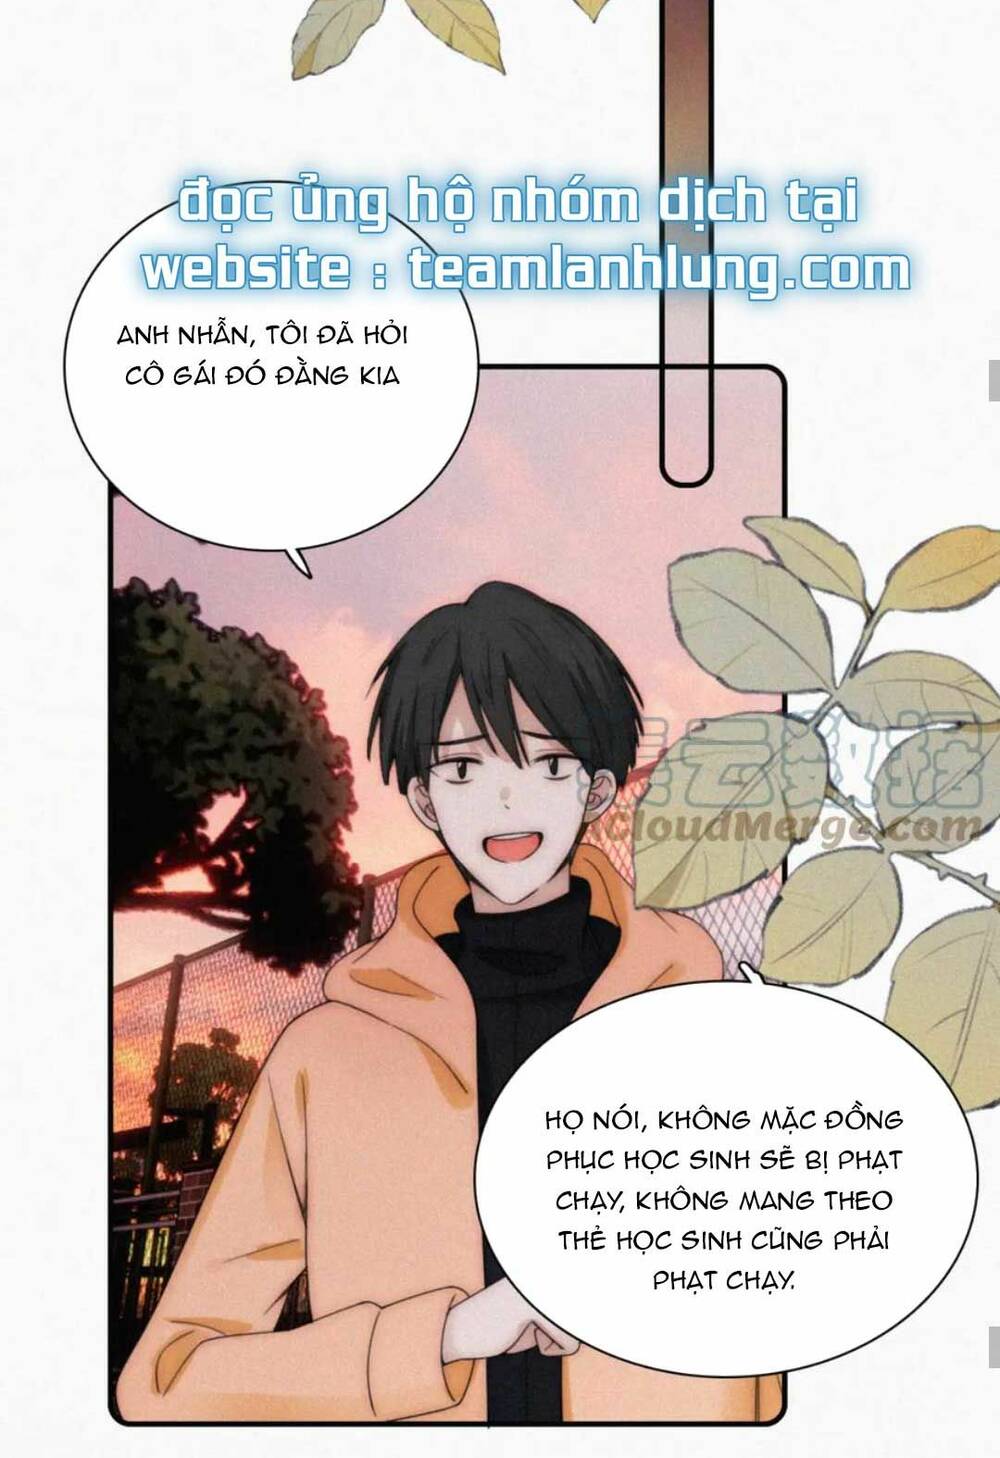 đọc ủng hộ nhóm dịch tại
website : teamlanhlung.com
ANH NHẪN, TÔI ĐÃ HỎI
CÔ GÁI ĐÓ ĐẰNG KIA
iCloudMerge.com
HỌ NÓI, KHÔNG MẶC ĐỒNG
PHỤC HỌC SINH SẼ BỊ PHẠT
CHẠY, KHÔNG MANG THEO
THẺ HỌC SINH CŨNG PHẢI
PHẠT CHẠY.